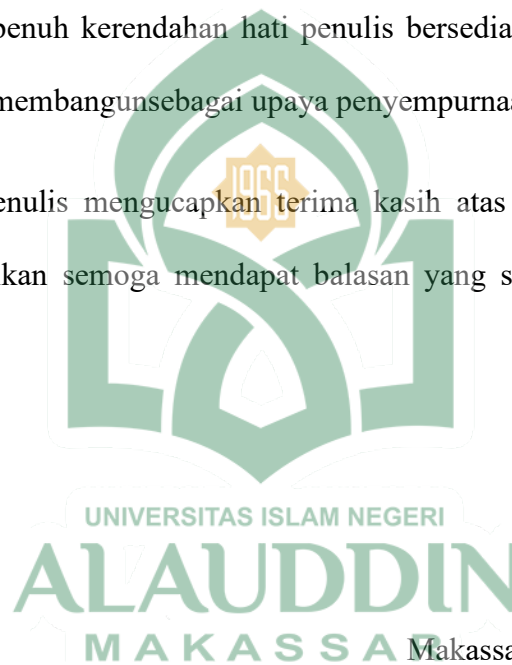 penuh kerendahan hati penulis bersedia
membangunsebagai upaya penyempurnaa
1965
enulis mengucapkan terima kasih atas
kan semoga mendapat balasan yang s
UNIVERSITAS ISLAM NEGERI
ALAUDDIN
MAKASSAR
Makassa